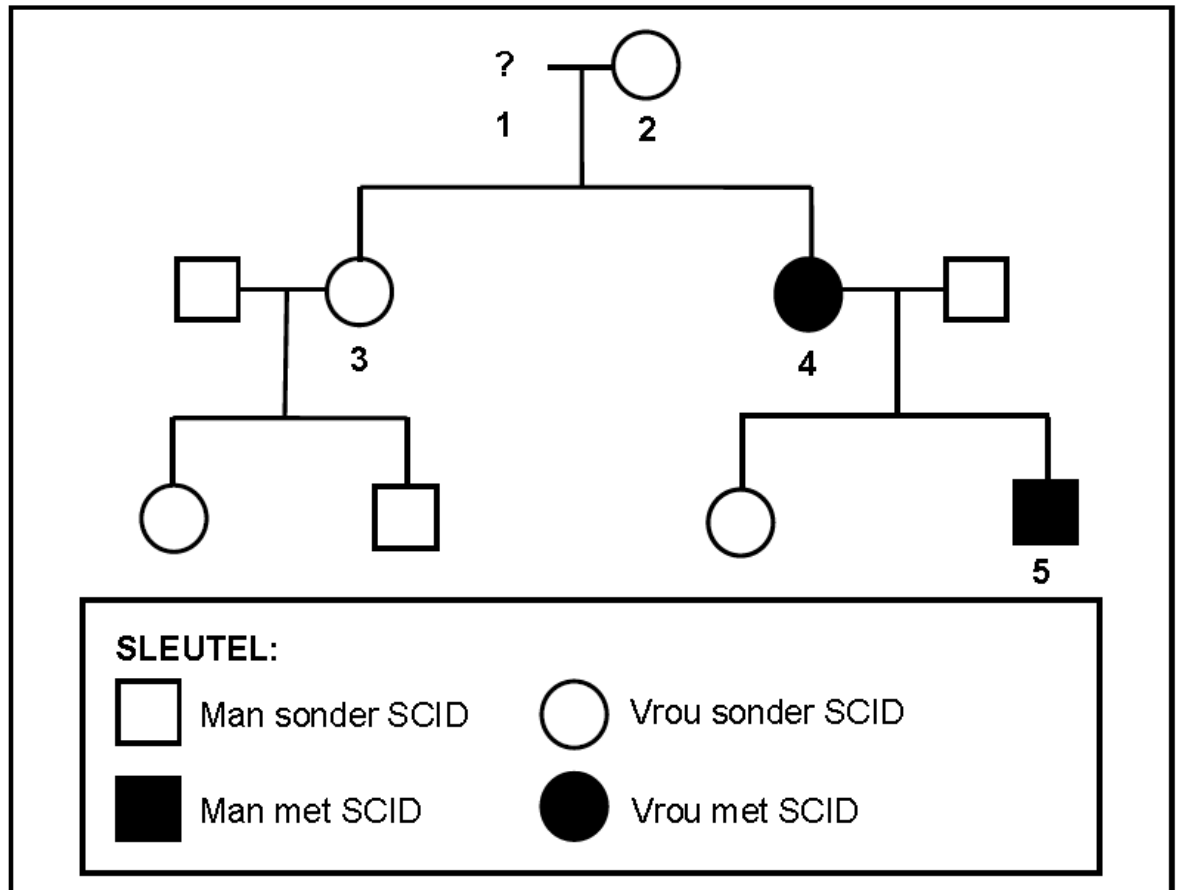 ?
1
2
3
4
5
SLEUTEL:
Man sonder SCID
Vrou sonder SCID
Man met SCID
Vrou met SCID